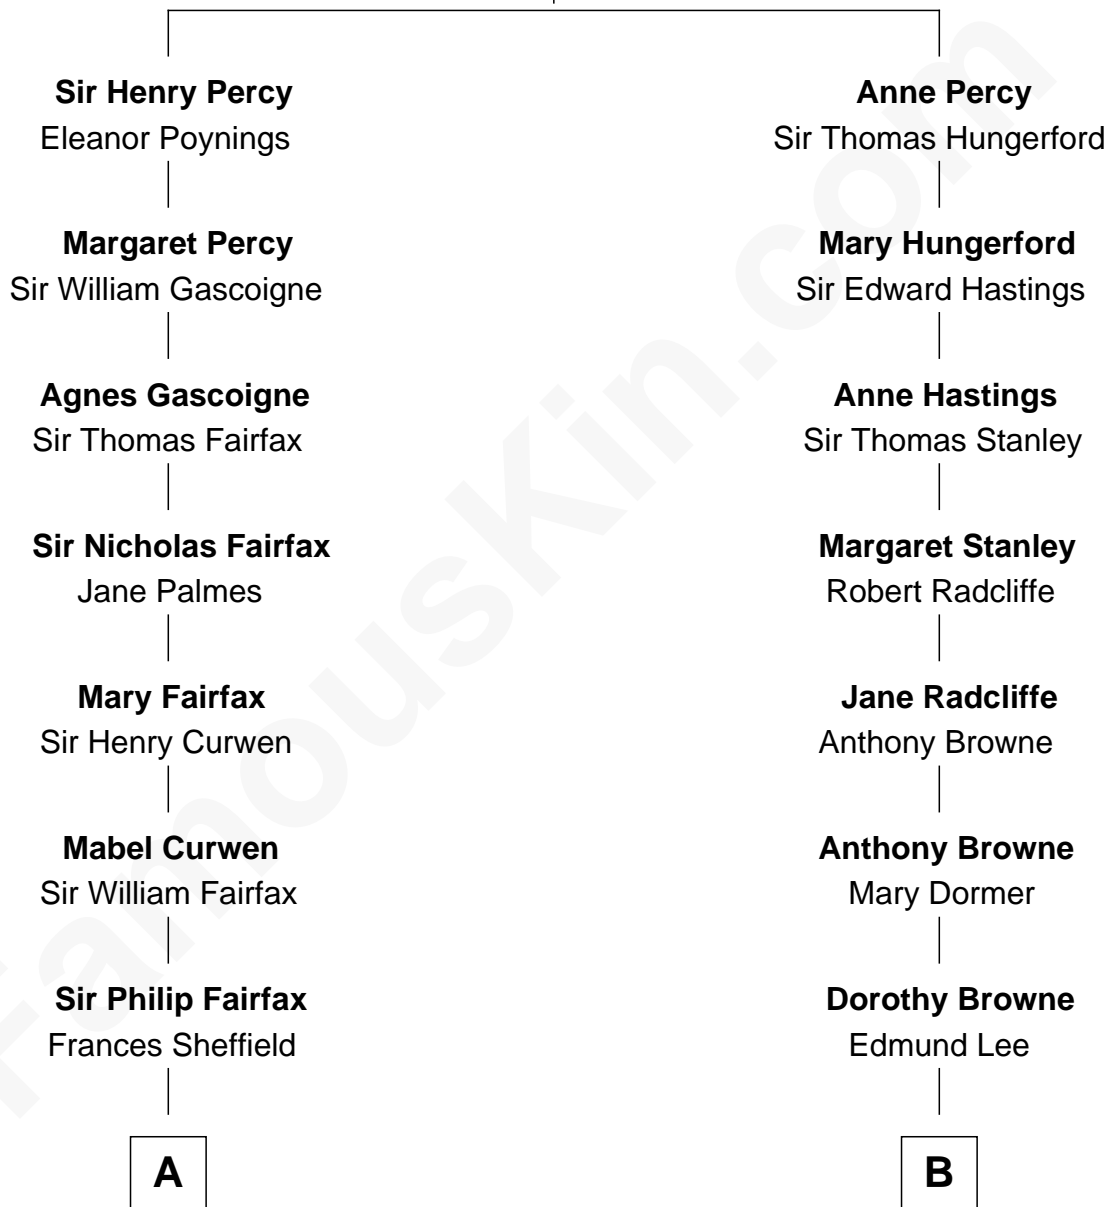 Sir Henry Percy
Eleanor Poynings
Margaret Percy
Sir William Gascoigne
Agnes Gascoigne
Sir Thomas Fairfax
Sir Nicholas Fairfax
Jane Palmes
Mary Fairfax
Sir Henry Curwen
Mabel Curwen
Sir William Fairfax
Sir Philip Fairfax
Frances Sheffield
A
Anne Percy
Sir Thomas Hungerford
Mary Hungerford
Sir Edward Hastings
Anne Hastings
Sir Thomas Stanley
Margaret Stanley
Robert Radcliffe
Jane Radcliffe
Anthony Browne
Anthony Browne
Mary Dormer
Dorothy Browne
Edmund Lee
B
FamousKin.com